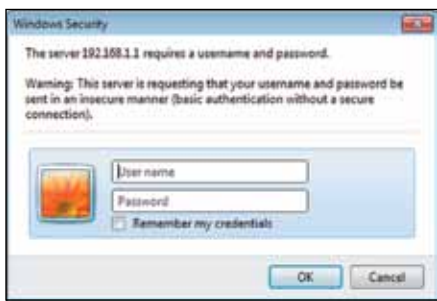 Windows Security
The server 192.168.1.1 requires a username and password.
Warning: This server is requesting that your username and password be
sent in an insecure manner (basic authentication without a secure
connection).
User name
Password
Remember my credentials
OK Cancel